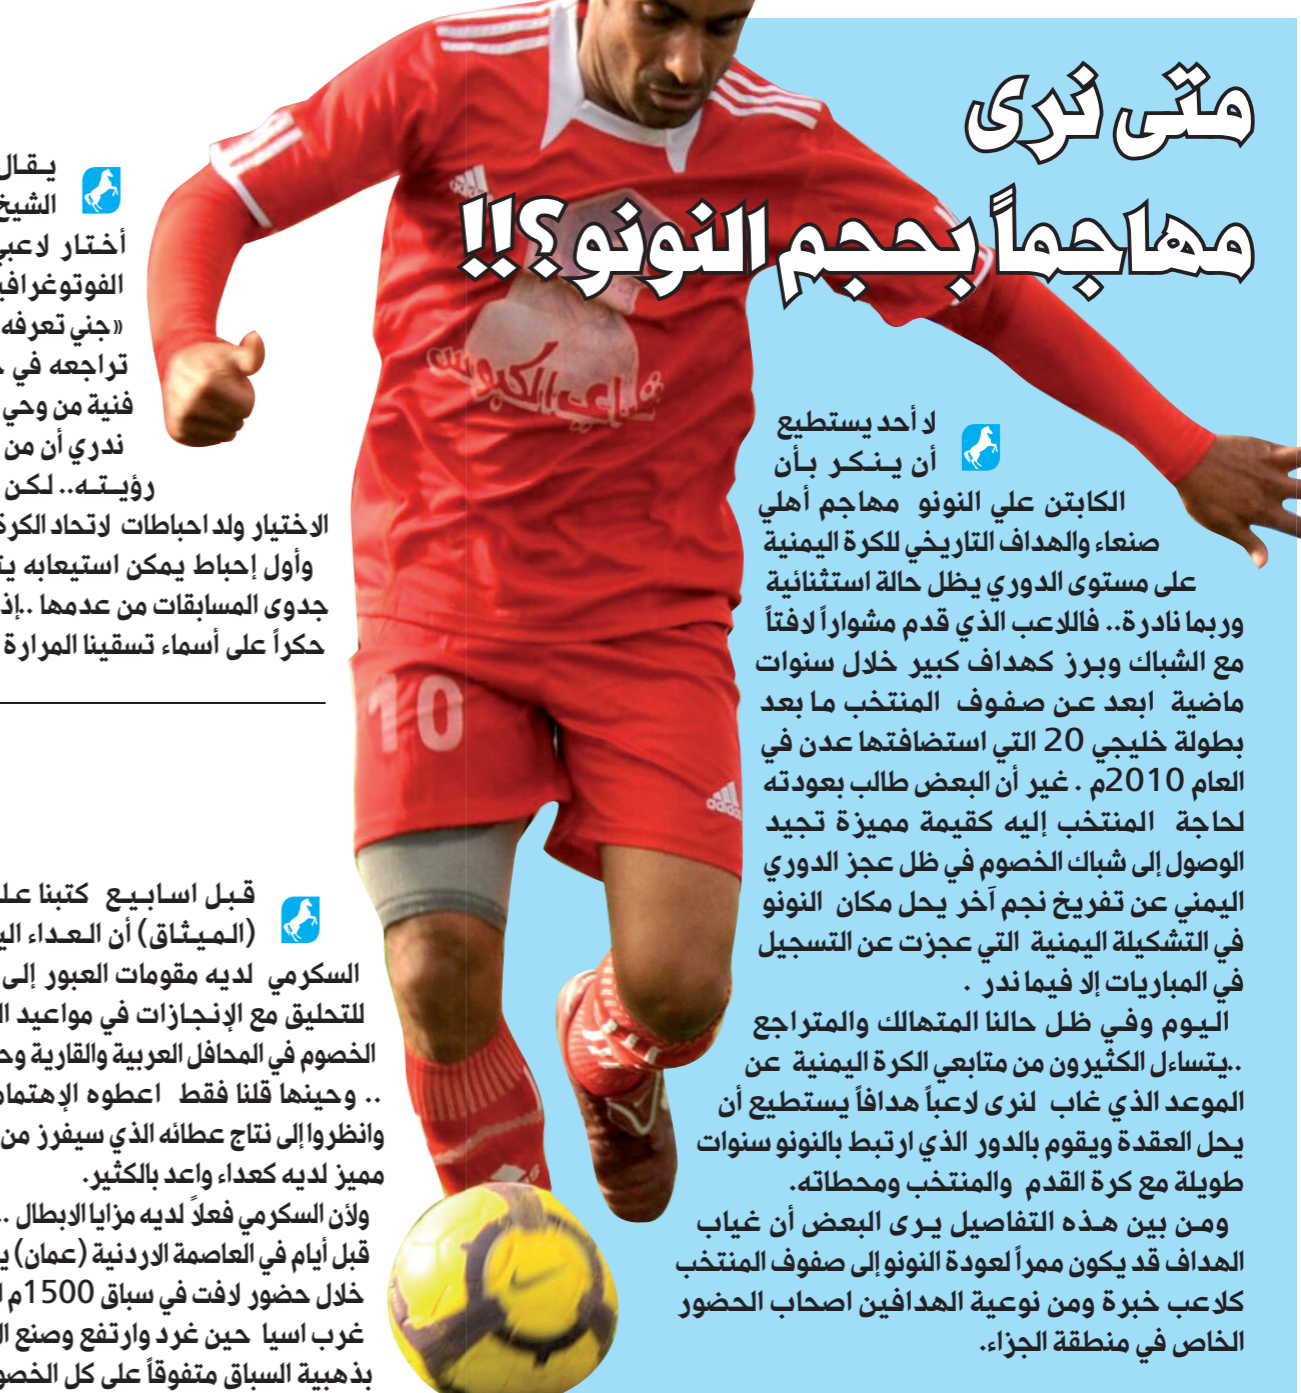 متى نرى
مهاجماً بحجم النونو؟!!
لا أحد يستطيع
أن ينكر بأن
الكابتن علي النونو مهاجم أهلي
صنعاء والهداف التاريخي للكرة اليمنية
على مستوى الدوري يظل حالة استثنائية
وربما نادرة.. فاللاعب الذي قدم مشواراً لافتاً
مع الشباك وبرز كهداف كبير خلال سنوات
ماضية ابعد عن صفوف المنتخب ما بعد
بطولة خليجي 20 التي استضافتها عدن في
العام 2010م . غير أن البعض طالب بعودته
لحاجة المنتخب إليه كقيمة مميزة تجيد
الوصول إلى شباك الخصوم في ظل عجز الدوري
اليمني عن تفريخ نجم آخر يحل مكان النونو
في التشكيلة اليمنية التي عجزت عن التسجيل
في المباريات إلا فيما ندر .
اليوم وفي ظل حالنا المتهالك والمتراجع
..يتساءل الكثيرون من متابعي الكرة اليمنية عن
الموعد الذي غاب لنرى لاعباً هدافاً يستطيع أن
يحل العقدة ويقوم بالدور الذي ارتبط بالنونو سنوات
طويلة مع كرة القدم والمنتخب ومحطاته.
ومن بين هذه التفاصيل يرى البعض أن غياب
الهداف قد يكون ممراً لعودة النونو إلى صفوف المنتخب
كلاعب خبرة ومن نوعية الهدافين اصحاب الحضور
الخاص في منطقة الجزاء.
adidas
الكبوس
10
adidas
يقال
الشيخ
أختار لاعبي
الفوتوغرافي
«جني تعرفه
تراجعه في
فنية من وحي
ندري أن من
رؤيته.. لكن
الاختيار ولد احباطات لاتحاد الكرة
وأول إحباط يمكن استيعابه
جدوى المسابقات من عدمها ..إذ
حكراً على أسماء تسقينا المرارة
قبل اسابيع كتبنا
(الميثاق) أن العداء
السكرمي لديه مقومات العبور إلى
للتحليق مع الإنجازات في مواعيد
الخصوم في المحافل العربية والقارية
.. وحينها قلنا فقط اعطوه
وانظروا إلى نتاج عطائه الذي سيفرز من
مميز لديه كعداء واعد بالكثير.
ولأن السكرمي فعلاً لديه مزايا الابطال ..
قبل أيام في العاصمة الاردنية (عمان)
خلال حضور لافت في سباق 1500م
غرب اسيا حين غرد وارتفع وصنع
بذهبية السباق متفوقاً على كل